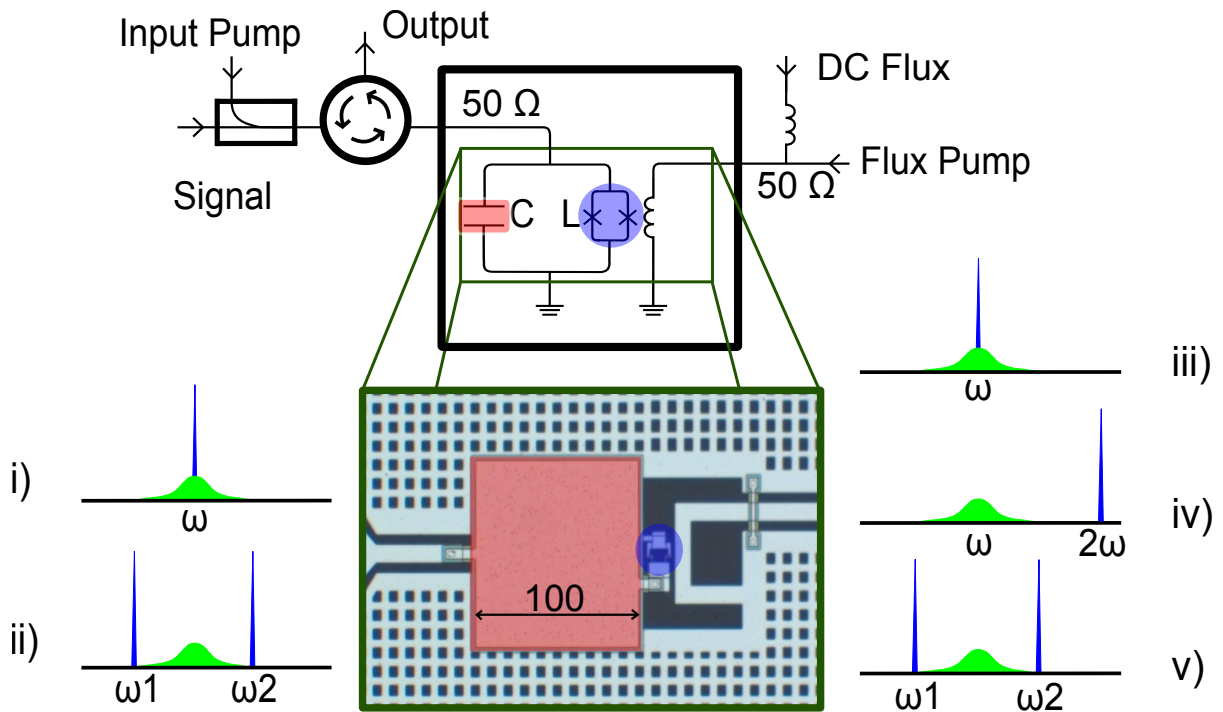 Input Pump
Output
Signal
50 Ω
DC Flux
Flux Pump
50 Ω
C
L
i)
ω
ii)
ω1
ω2
100
iii)
ω
iv)
ω
2ω
v)
ω1
ω2